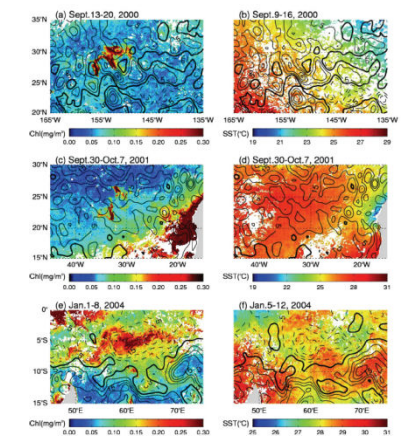 (a) Sept.13-20, 2000
(b) Sept.9-16, 2000
35˚N
30˚N
25˚N
20˚N
165˚W 155˚W 145˚W 135˚W
165˚W 155˚W 145˚W 135˚W
Chl(mg/m³) 0.00 0.05 0.10 0.15 0.20 0.30
SST(˚C) 19 21 23 25 27 29
(c) Sept.30-Oct.7, 2001
(d) Sept.30-Oct.7, 2001
30˚N
25˚N
20˚N
15˚N
40˚W 30˚W 20˚W
40˚W 30˚W 20˚W
Chl(mg/m³) 0.00 0.05 0.10 0.15 0.20 0.30
SST(˚C) 19 22 25 28 31
(e) Jan.1-8, 2004
(f) Jan.5-12, 2004
0˚
5˚S
10˚S
15˚S
50˚E 60˚E 70˚E
50˚E 60˚E 70˚E
Chl(mg/m³) 0.00 0.05 0.10 0.15 0.20 0.30
SST(˚C) 25 26 27 28 29 30 31